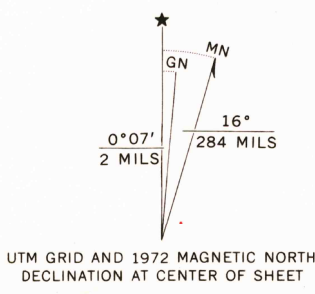 MN
GN
0°07'
2 MILS
16°
284 MILS
UTM GRID AND 1972 MAGNETIC NORTH
DECLINATION AT CENTER OF SHEET